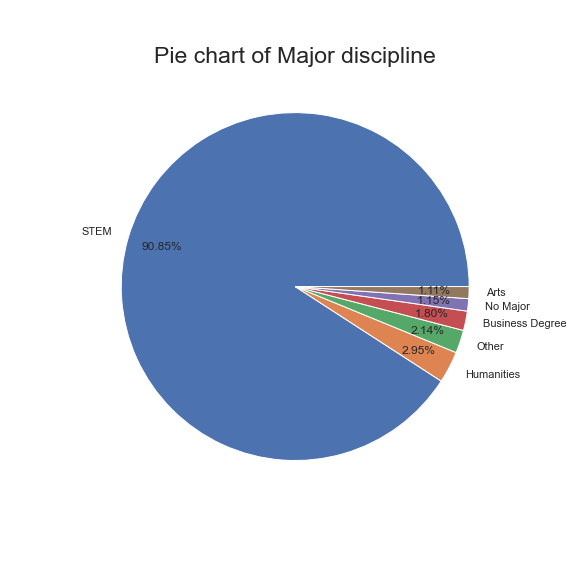 Pie chart of Major discipline
STEM
90.85%
1.11%
Arts
1.15%
No Major
1.80%
Business Degree
2.14%
Other
2.95%
Humanities